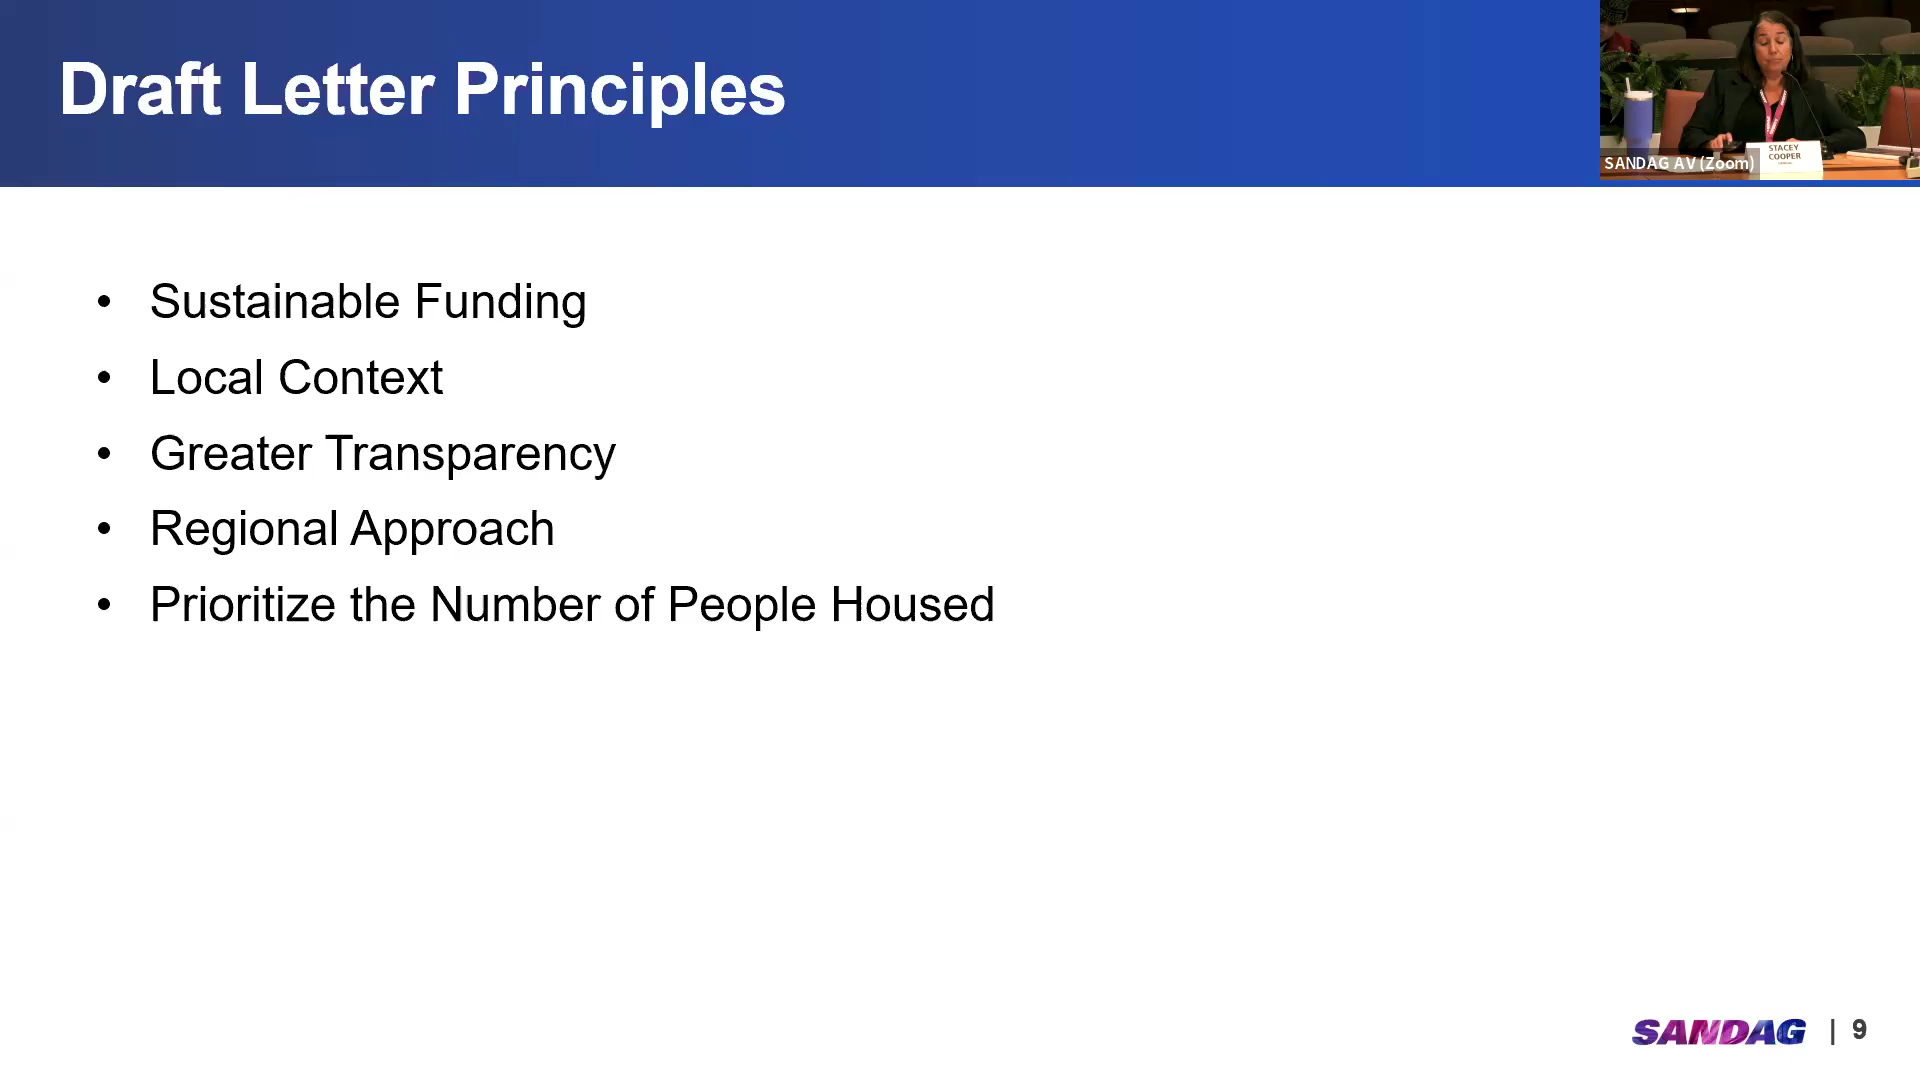 Draft Letter Principles
SANDAG AV (Zoom)
STACEY
COOPER
• Sustainable Funding
• Local Context
• Greater Transparency
• Regional Approach
• Prioritize the Number of People Housed
SANDAG | 9